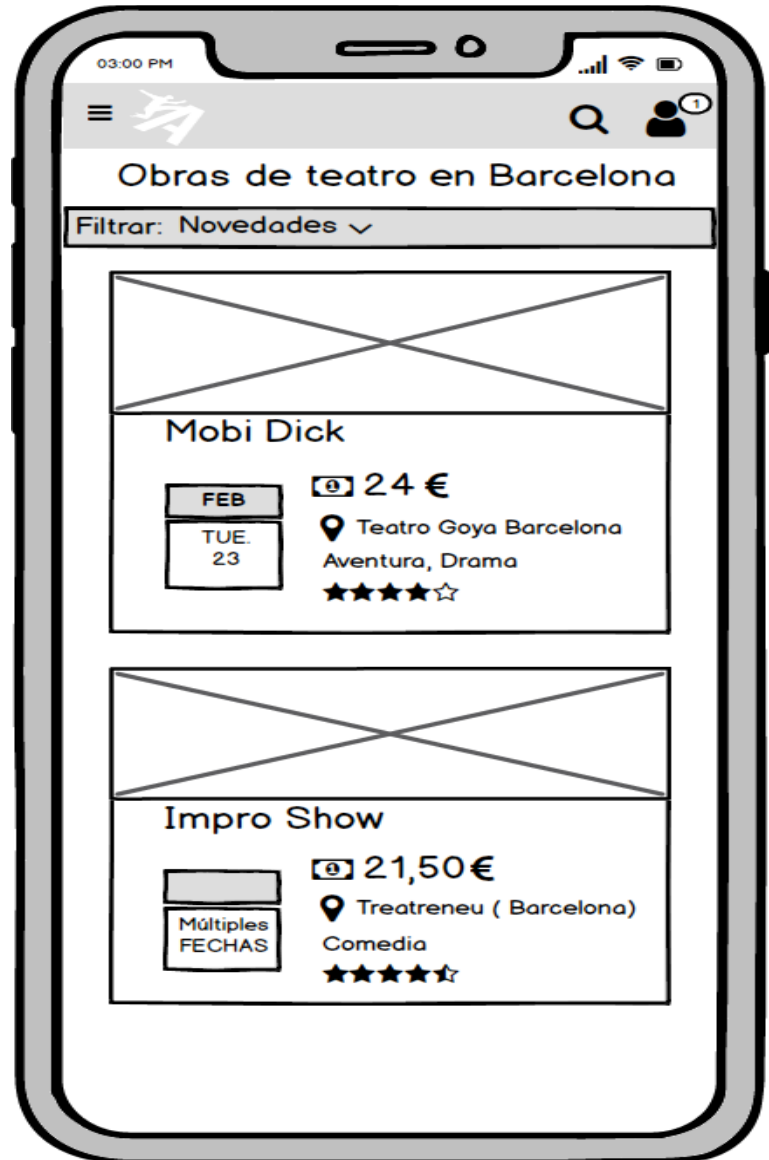 03:00 PM
1
Obras de teatro en Barcelona
Filtrar: Novedades
Mobi Dick
FEB
TUE.
23
24 €
Teatro Goya Barcelona
Aventura, Drama
Impro Show
Múltiples
FECHAS
21,50€
Treatreneu ( Barcelona)
Comedia